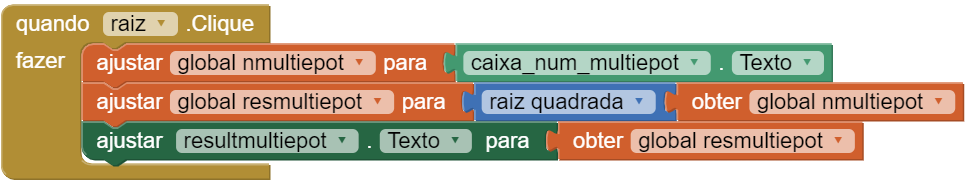 quando raiz .Clique
fazer ajustar global nmultiepot para caixa_num_multiepot . Texto
ajustar global resmultiepot para raiz quadrada obter global nmultiepot
ajustar resultmultiepot . Texto para obter global resmultiepot